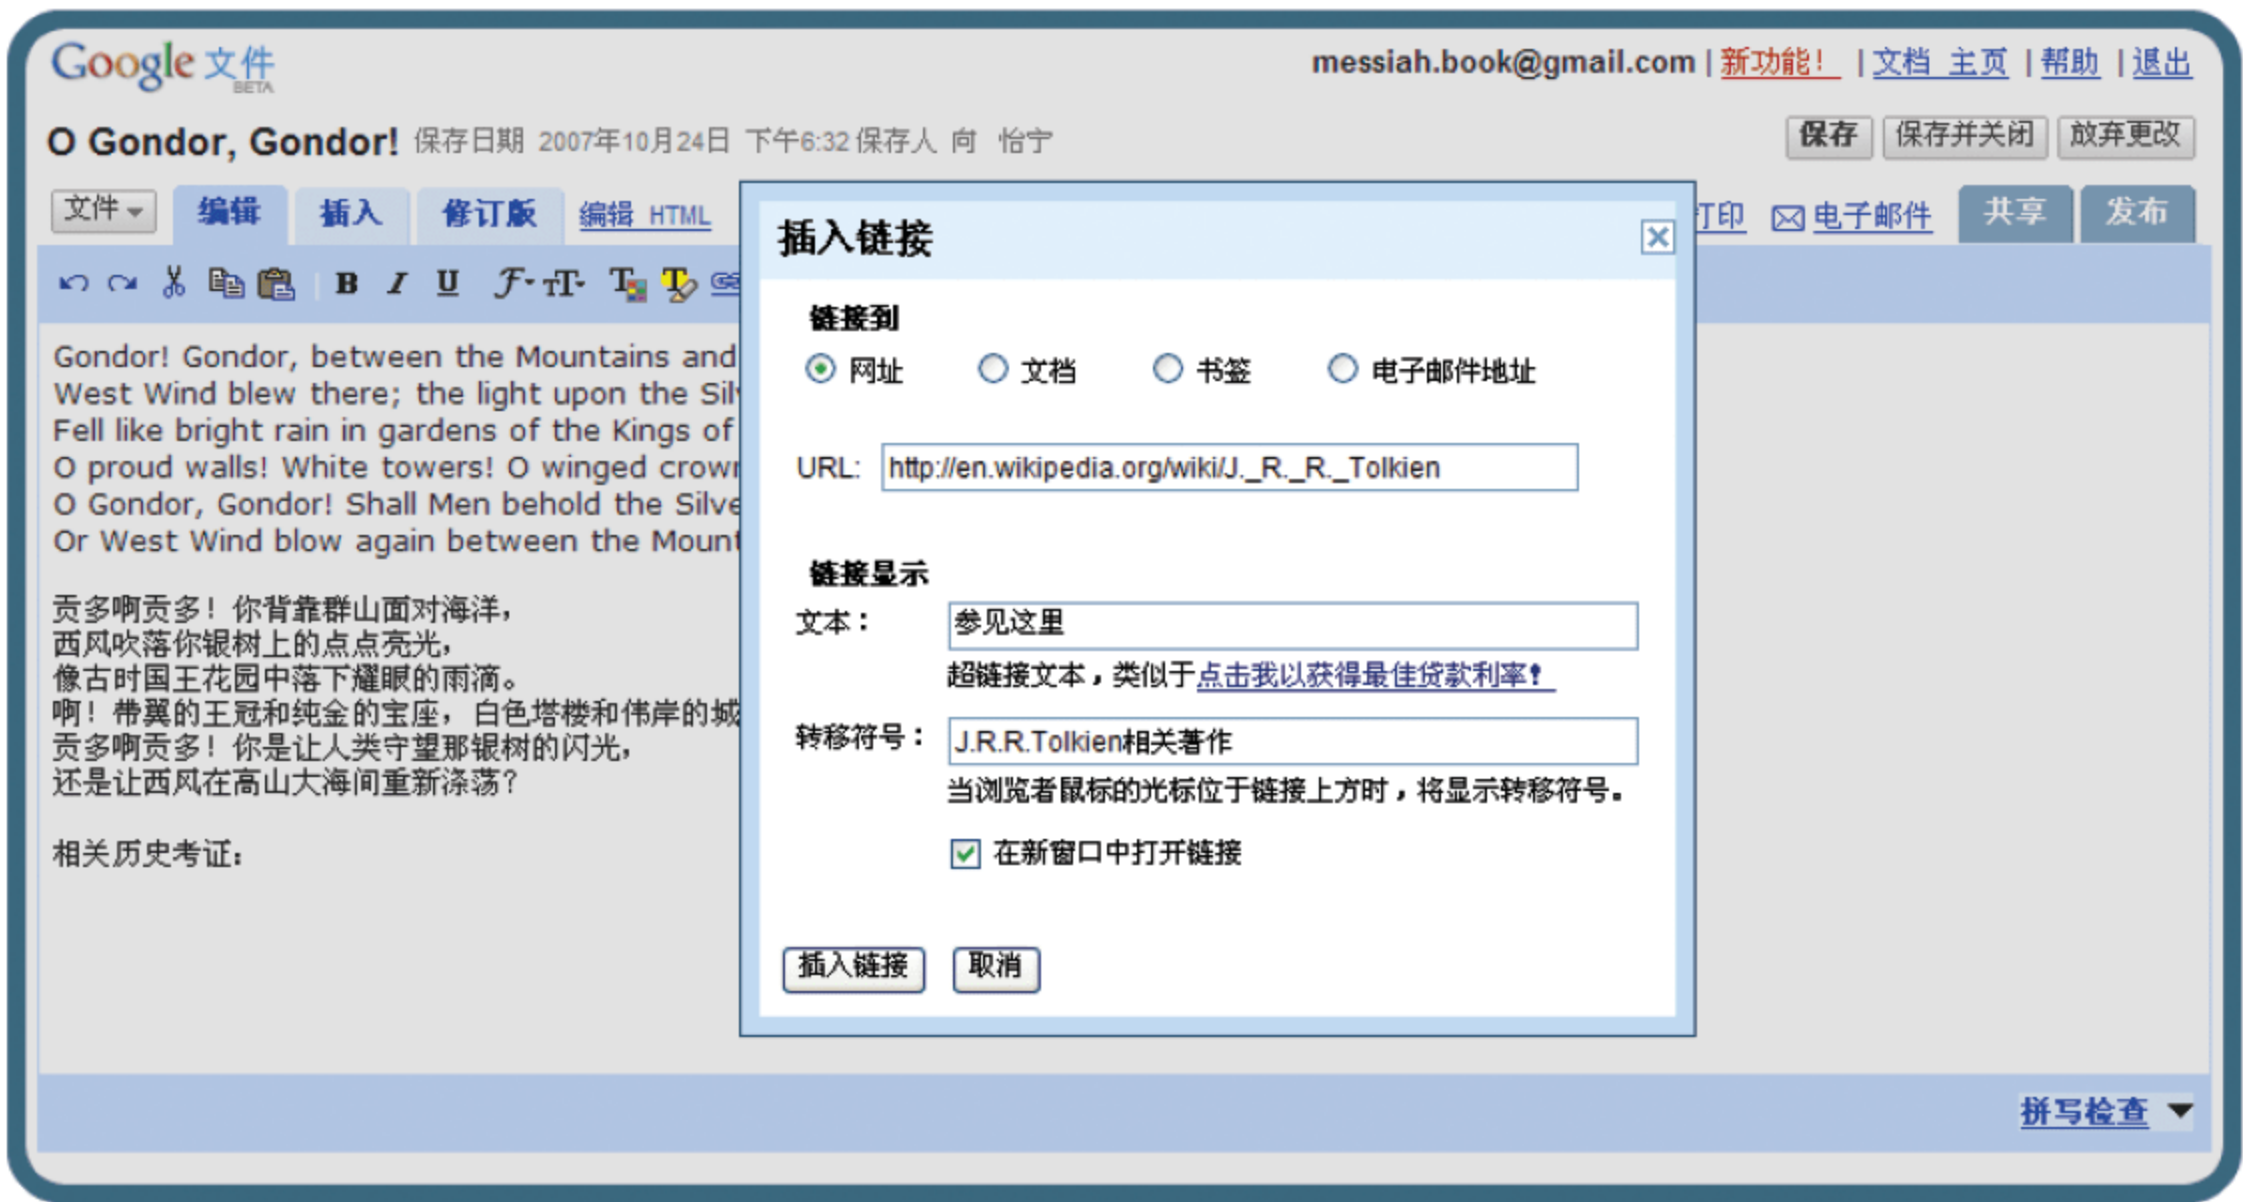 Google 文件
BETA
messiah.book@gmail.com | 新功能! | 文档 主页 | 帮助 | 退出
O Gondor, Gondor! 保存日期 2007年10月24日 下午6:32 保存人 向 怡宁
保存 保存并关闭 放弃更改
文件 编辑 插入 修订版 编辑 HTML
打印 电子邮件 共享 发布
B I U F T T T
Gondor! Gondor, between the Mountains and
West Wind blew there; the light upon the Sil
Fell like bright rain in gardens of the Kings of
O proud walls! White towers! O winged crow
O Gondor, Gondor! Shall Men behold the Silve
Or West Wind blow again between the Mount
贡多啊贡多！你背靠群山面对海洋，
西风吹落你银树上的点点亮光，
像古时国王花园中落下耀眼的雨滴。
啊！带翼的王冠和纯金的宝座，白色塔楼和伟岸的城
贡多啊贡多！你是让人类守望那银树的闪光，
还是让西风在高山大海间重新涤荡？
相关历史考证：
插入链接
链接到
网址 文档 书签 电子邮件地址
URL: http://en.wikipedia.org/wiki/J._R._R._Tolkien
链接显示
文本： 参见这里
超链接文本，类似于点击我以获得最佳贷款利率!
转移符号： J.R.R.Tolkien相关著作
当浏览者鼠标的光标位于链接上方时，将显示转移符号。
在新窗口中打开链接
插入链接 取消
拼写检查